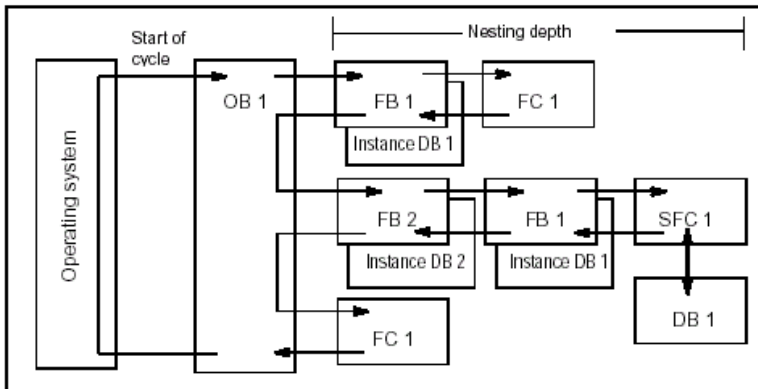 Start of
cycle
Nesting depth
Operating system
OB 1
FB 1
FC 1
Instance DB 1
FB 2
FB 1
SFC 1
Instance DB 2
Instance DB 1
FC 1
DB 1